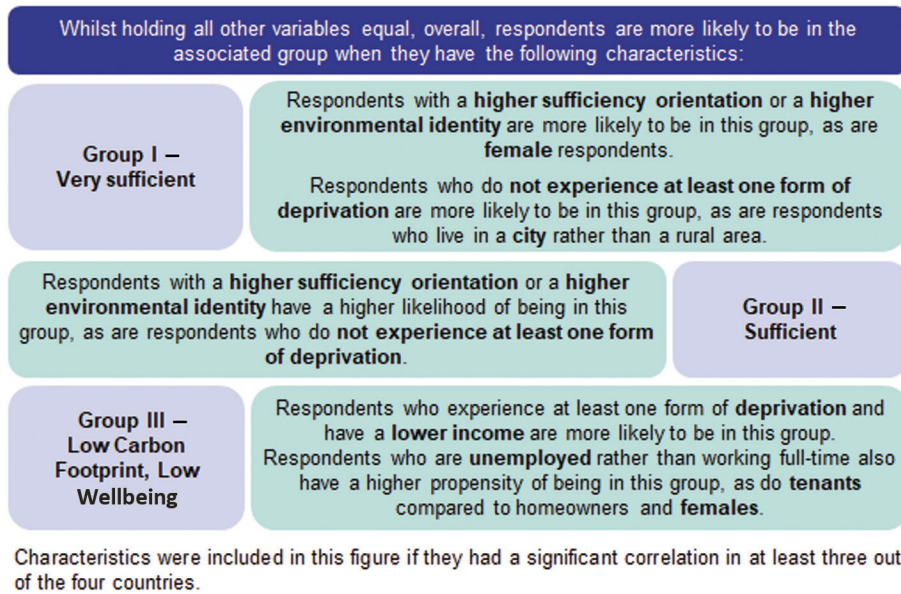 Whilst holding all other variables equal, overall, respondents are more likely to be in the
associated group when they have the following characteristics:
Group I –
Very sufficient
Respondents with a higher sufficiency orientation or a higher
environmental identity are more likely to be in this group, as are
female respondents.
Respondents who do not experience at least one form of
deprivation are more likely to be in this group, as are respondents
who live in a city rather than a rural area.
Respondents with a higher sufficiency orientation or a higher
environmental identity have a higher likelihood of being in this
group, as are respondents who do not experience at least one form
of deprivation.
Group II –
Sufficient
Group III –
Low Carbon
Footprint, Low
Wellbeing
Respondents who experience at least one form of deprivation and
have a lower income are more likely to be in this group.
Respondents who are unemployed rather than working full-time also
have a higher propensity of being in this group, as do tenants
compared to homeowners and females.
Characteristics were included in this figure if they had a significant correlation in at least three out
of the four countries.